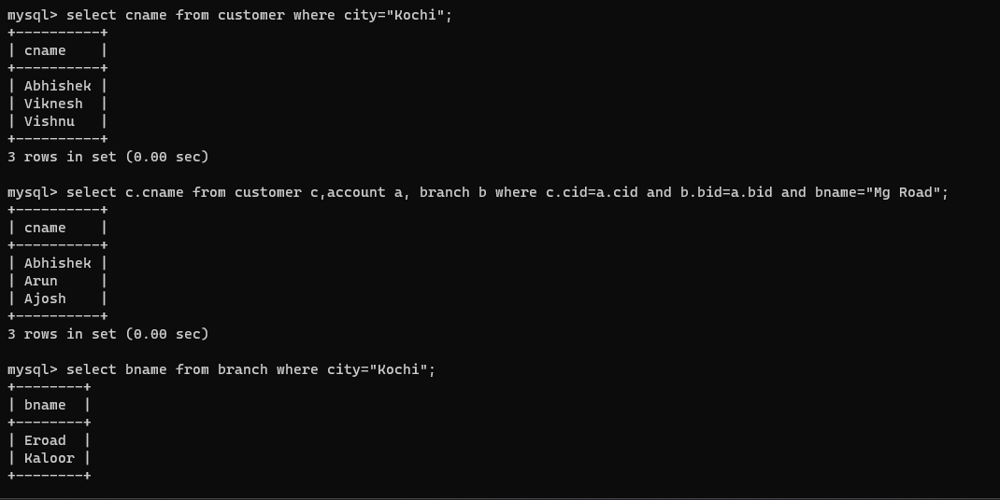 mysql> select cname from customer where city="Kochi";
+----------+
| cname    |
+----------+
| Abhishek |
| Viknesh  |
| Vishnu   |
+----------+
3 rows in set (0.00 sec)

mysql> select c.cname from customer c,account a, branch b where c.cid=a.cid and b.bid=a.bid and bname="Mg Road";
+----------+
| cname    |
+----------+
| Abhishek |
| Arun     |
| Ajosh    |
+----------+
3 rows in set (0.00 sec)

mysql> select bname from branch where city="Kochi";
+--------+
| bname  |
+--------+
| Eroad  |
| Kaloor |
+--------+